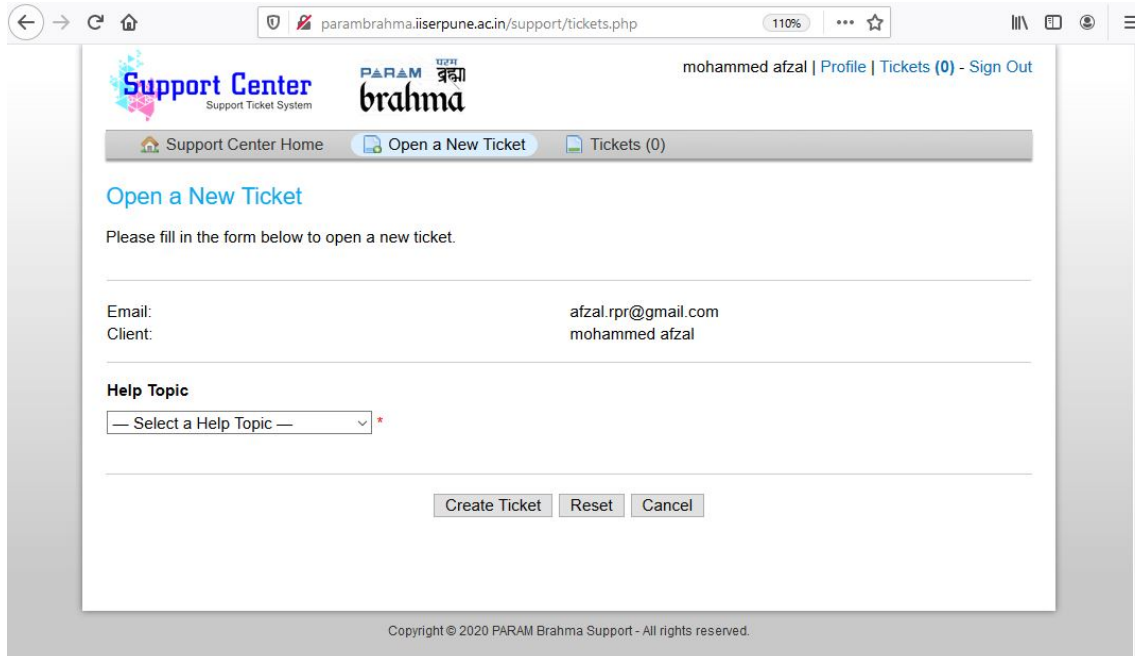 parambrahma.iiserpune.ac.in/support/tickets.php 110%
Support Center
Support Ticket System
PARAM परम ब्रह्मा
brahma
mohammed afzal | Profile | Tickets (0) - Sign Out
Support Center Home Open a New Ticket Tickets (0)
Open a New Ticket
Please fill in the form below to open a new ticket.
Email: afzal.rpr@gmail.com
Client: mohammed afzal
Help Topic
— Select a Help Topic — *
Create Ticket Reset Cancel
Copyright © 2020 PARAM Brahma Support - All rights reserved.